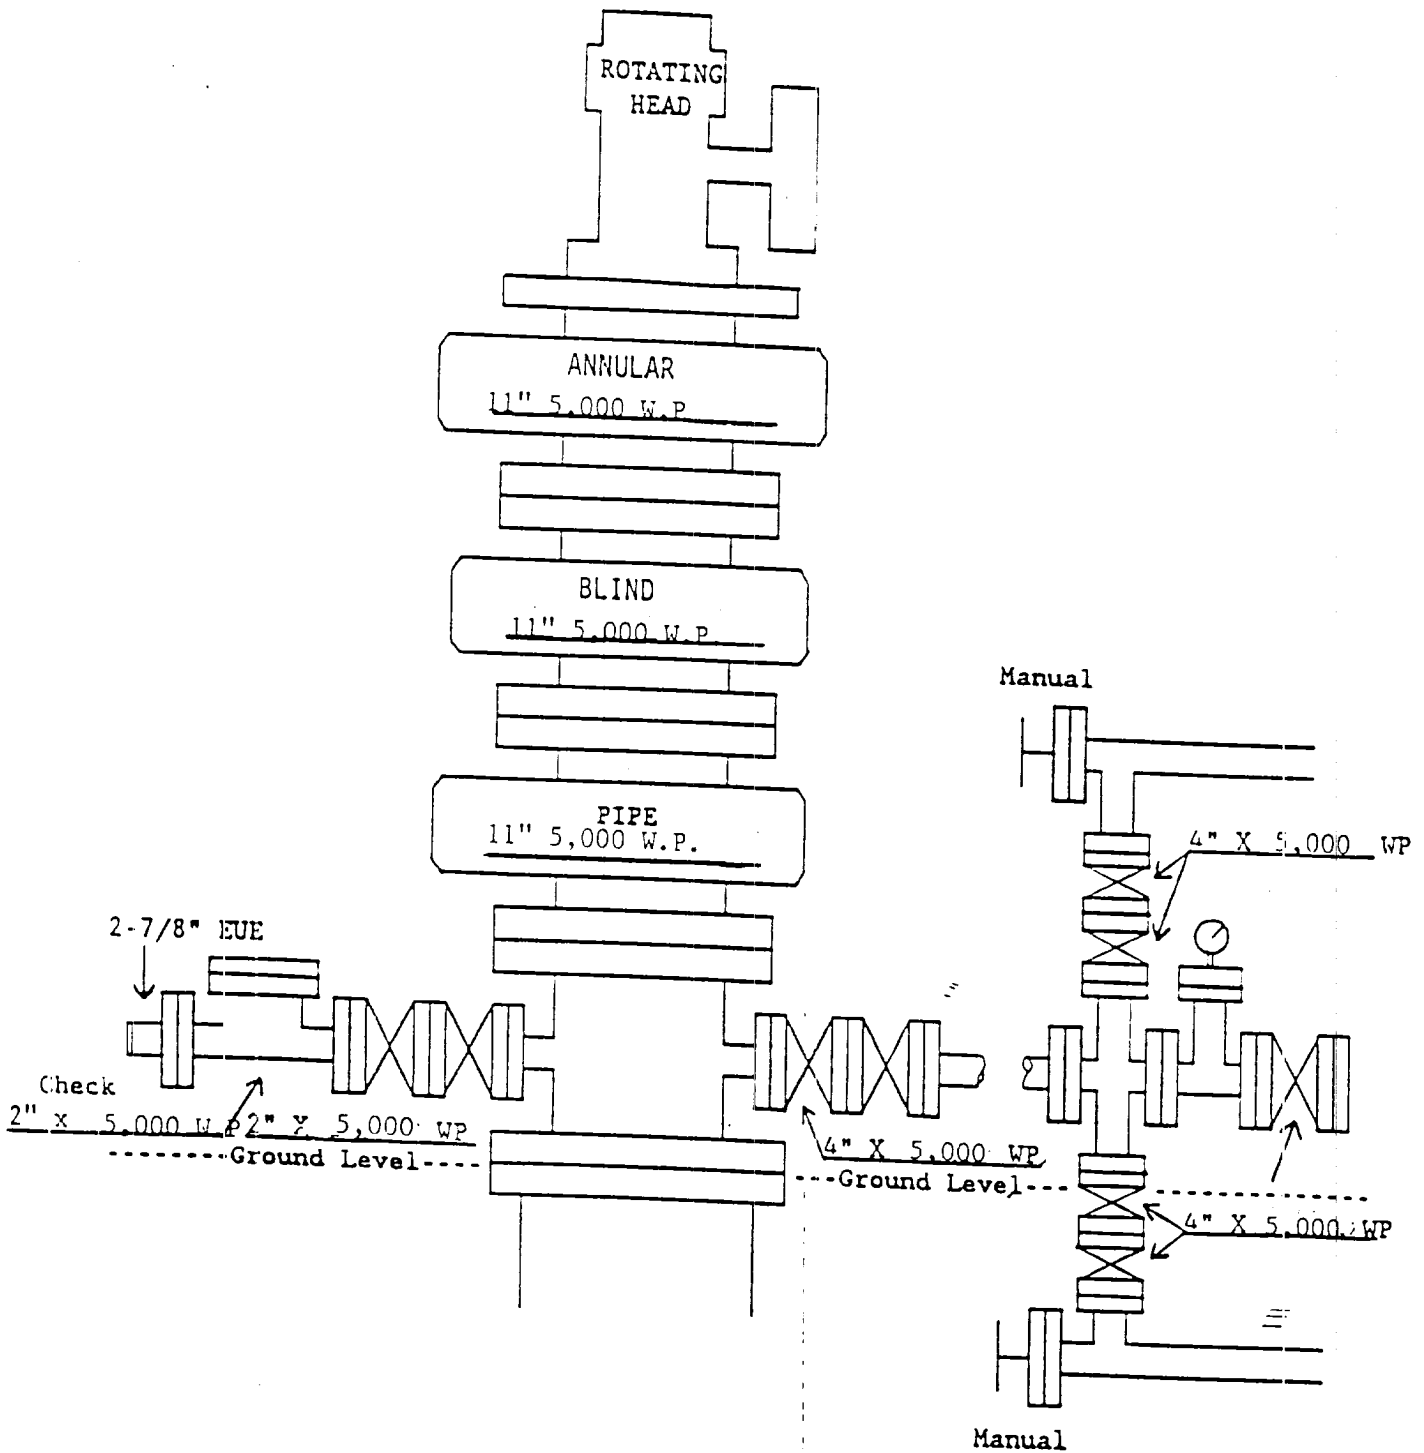 ROTATING
HEAD
ANNULAR
11" 5,000 W.P
BLIND
11" 5,000 W.P.
Manual
PIPE
11" 5,000 W.P.
4" X 5,000 WP
2-7/8" EUE
Check
2" x 5,000 W.P
2" X 5,000 WP
4" X 5,000 WP
Ground Level
Ground Level
4" X 5,000 WP
Manual